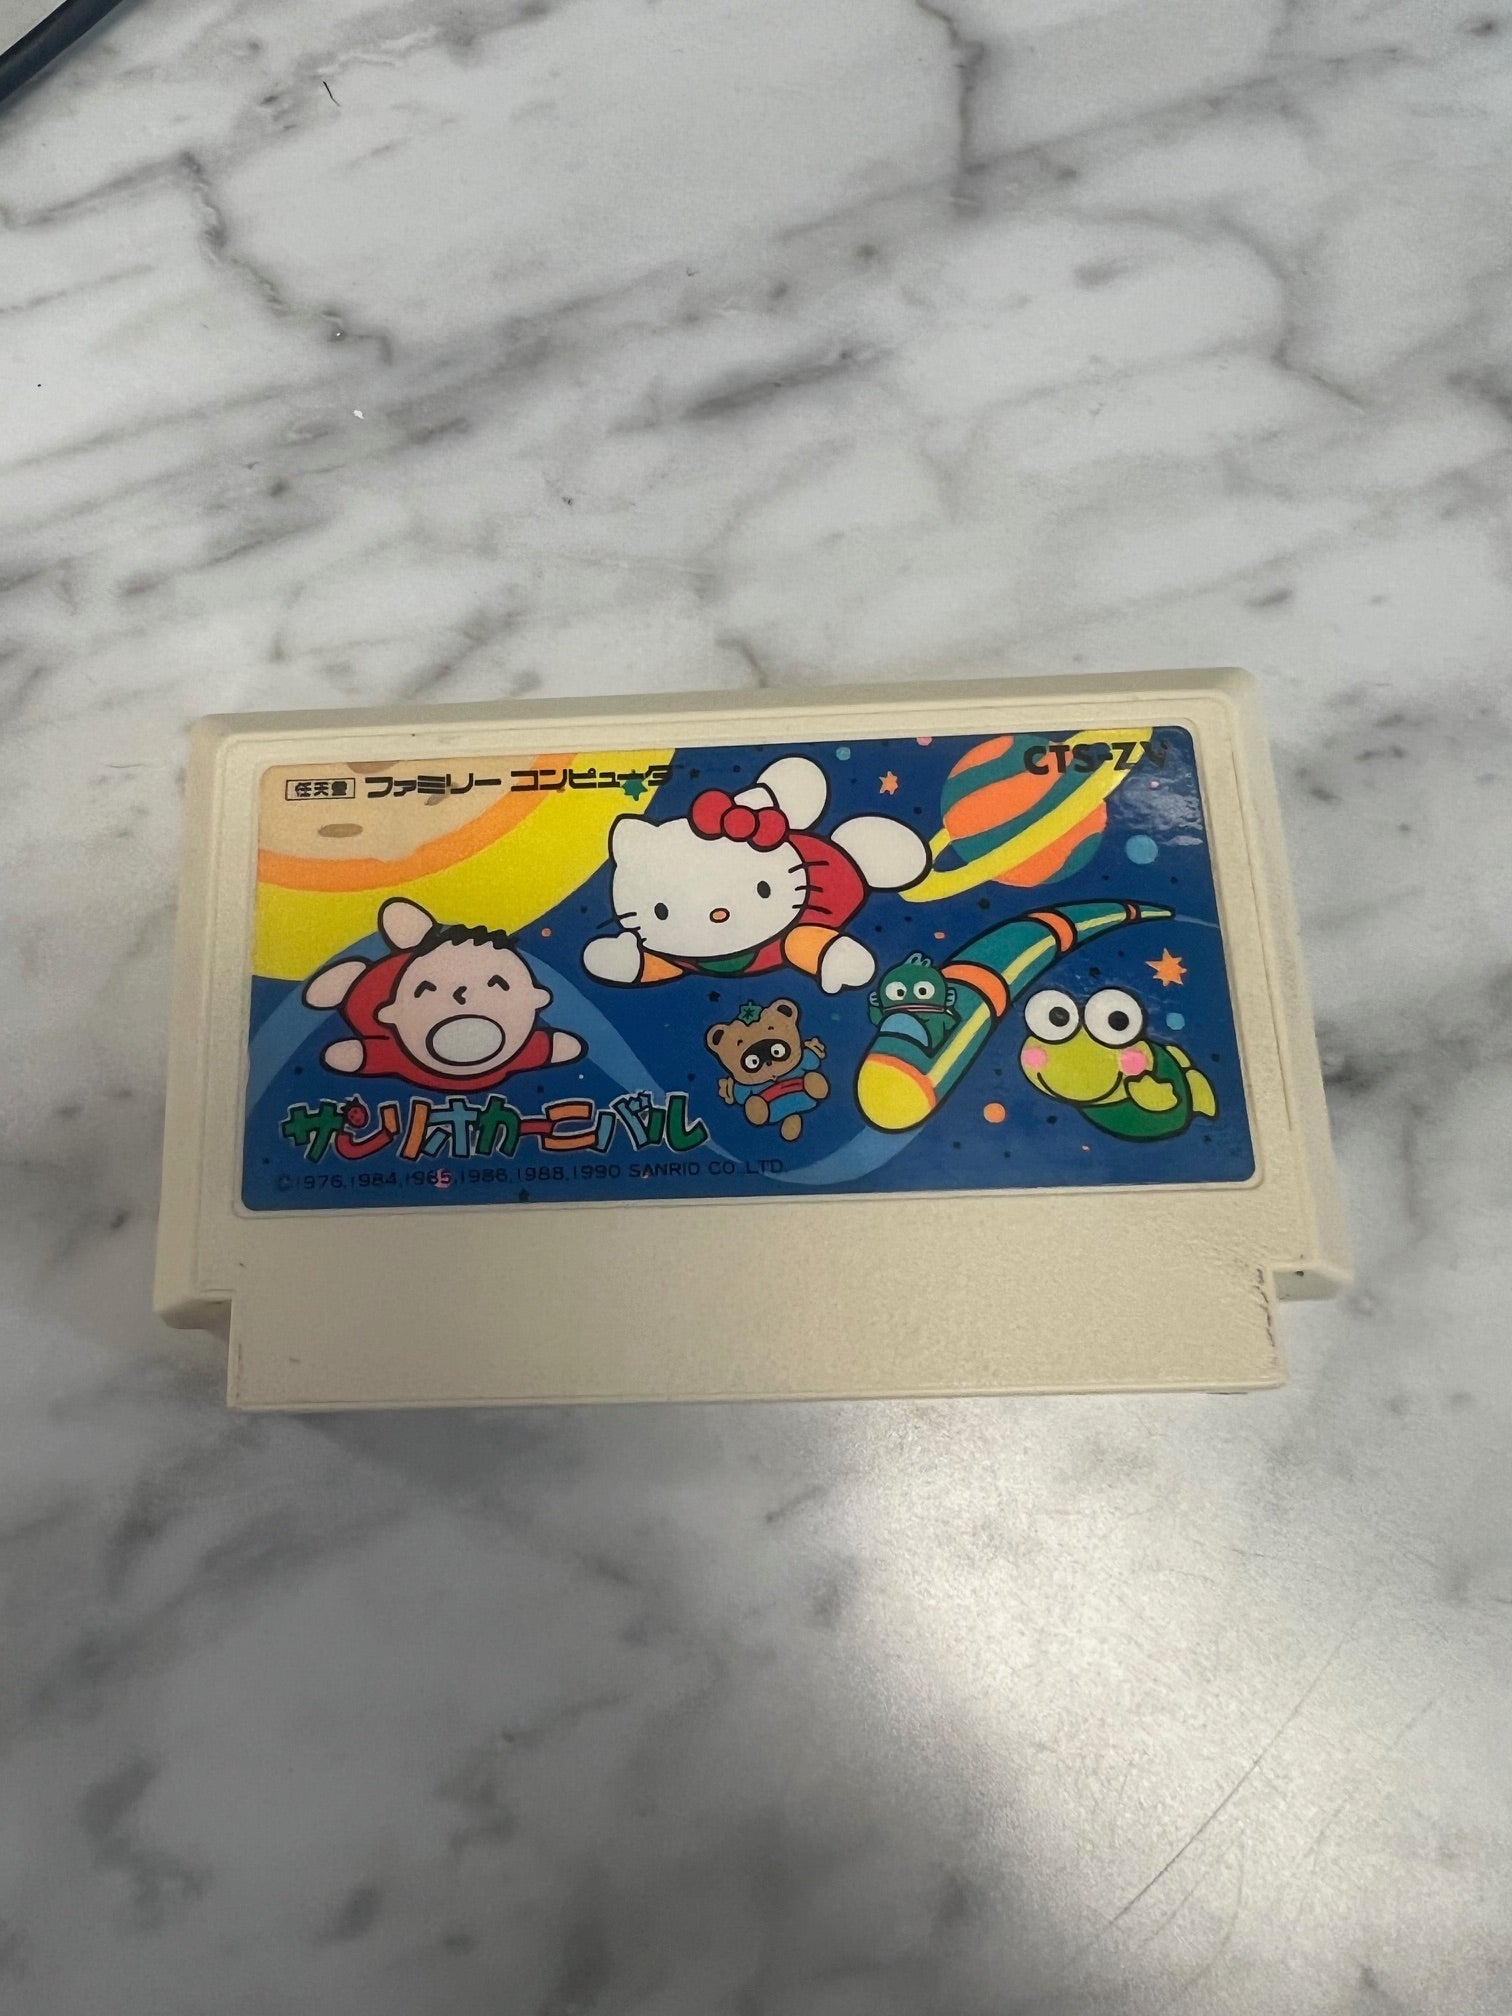 任天堂 ファミリー コンピュータ
CTS-ZV
サンリオカーニバル
©1976,1984,1985,1986,1988,1990 SANRIO CO.,LTD.